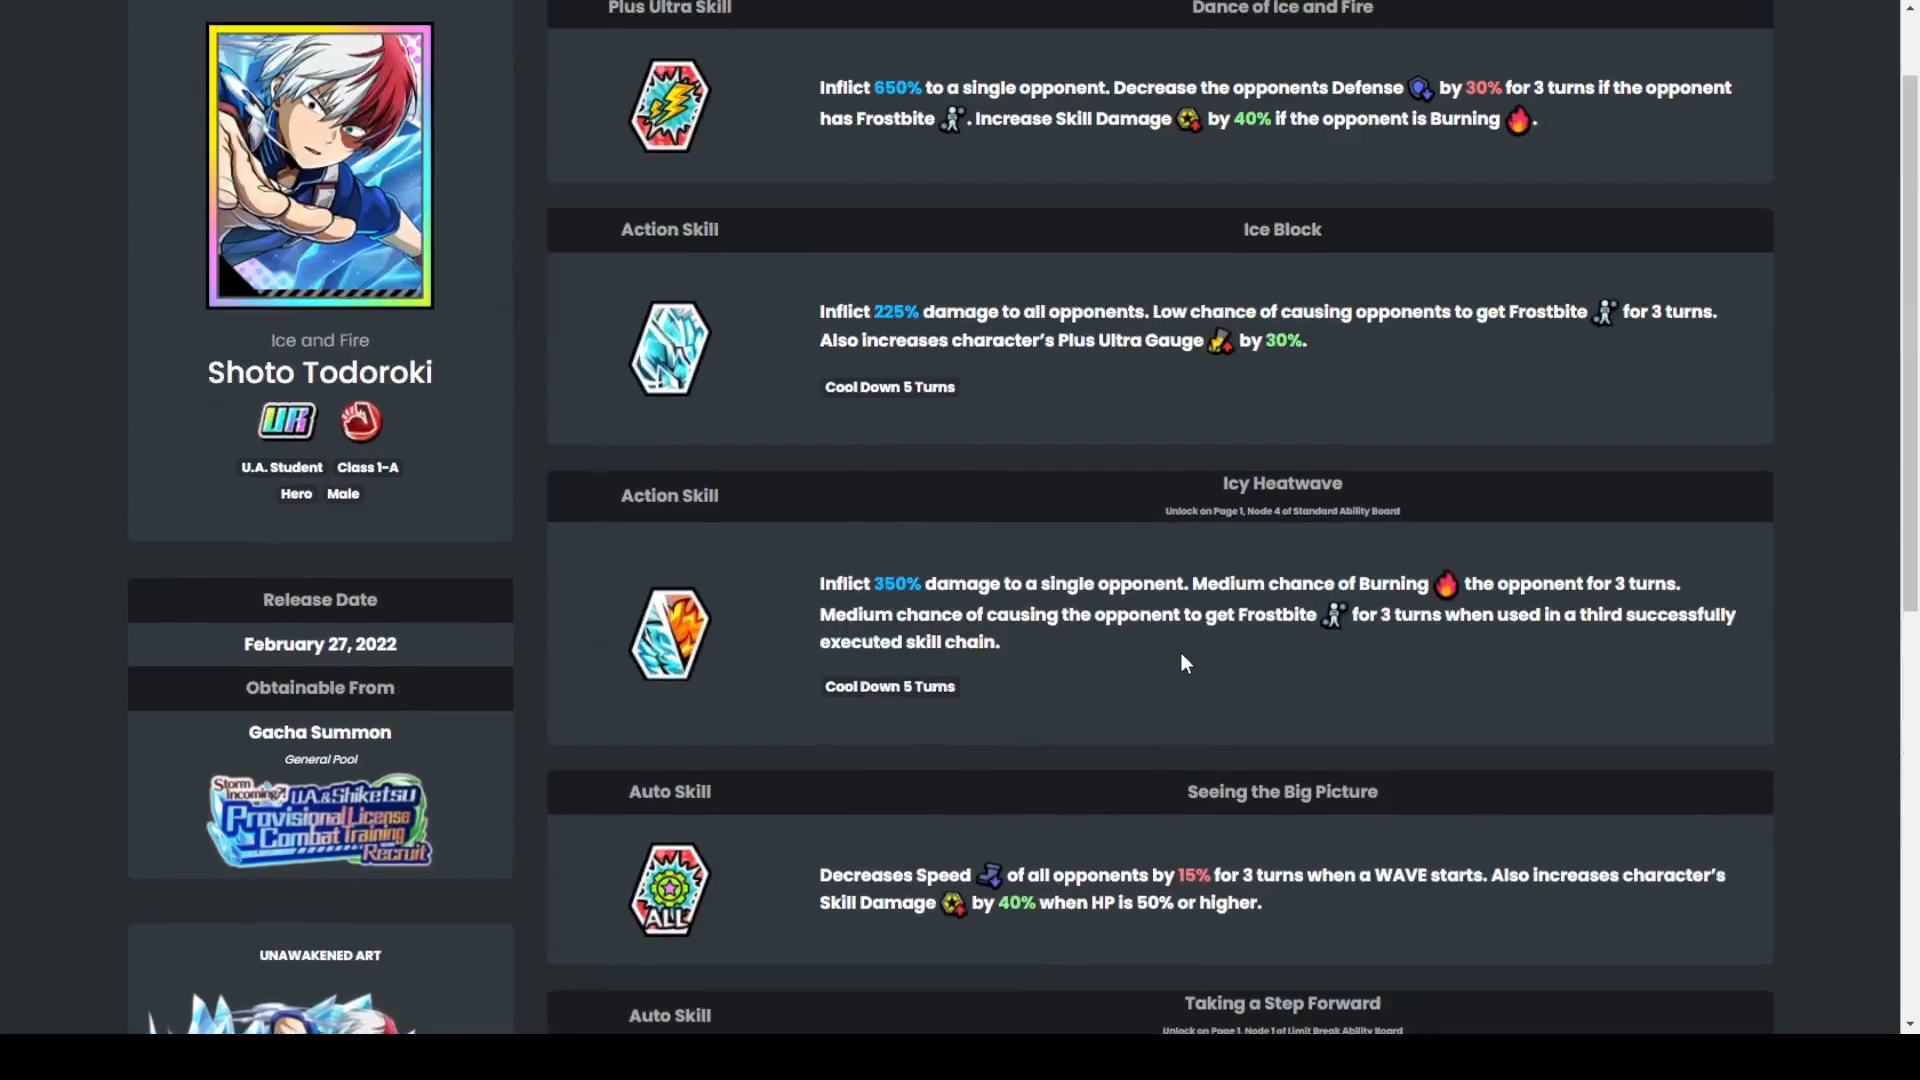 Ice and Fire
Shoto Todoroki
UR
U.A. Student Class 1-A
Hero Male
Release Date
February 27, 2022
Obtainable From
Gacha Summon
General Pool
Storm Incoming?! U.A. & Shiketsu
Provisional License
Combat Training
Recruit
UNAWAKENED ART
Plus Ultra Skill Dance of Ice and Fire
Inflict 650% to a single opponent. Decrease the opponents Defense by 30% for 3 turns if the opponent
has Frostbite . Increase Skill Damage by 40% if the opponent is Burning .
Action Skill Ice Block
Inflict 225% damage to all opponents. Low chance of causing opponents to get Frostbite for 3 turns.
Also increases character's Plus Ultra Gauge by 30%.
Cool Down 5 Turns
Action Skill Icy Heatwave
Unlock on Page 1, Node 4 of Standard Ability Board
Inflict 350% damage to a single opponent. Medium chance of Burning the opponent for 3 turns.
Medium chance of causing the opponent to get Frostbite for 3 turns when used in a third successfully
executed skill chain.
Cool Down 5 Turns
Auto Skill Seeing the Big Picture
ALL
Decreases Speed of all opponents by 15% for 3 turns when a WAVE starts. Also increases character's
Skill Damage by 40% when HP is 50% or higher.
Auto Skill Taking a Step Forward
Unlock on Page 1, Node 1 of Limit Break Ability Board